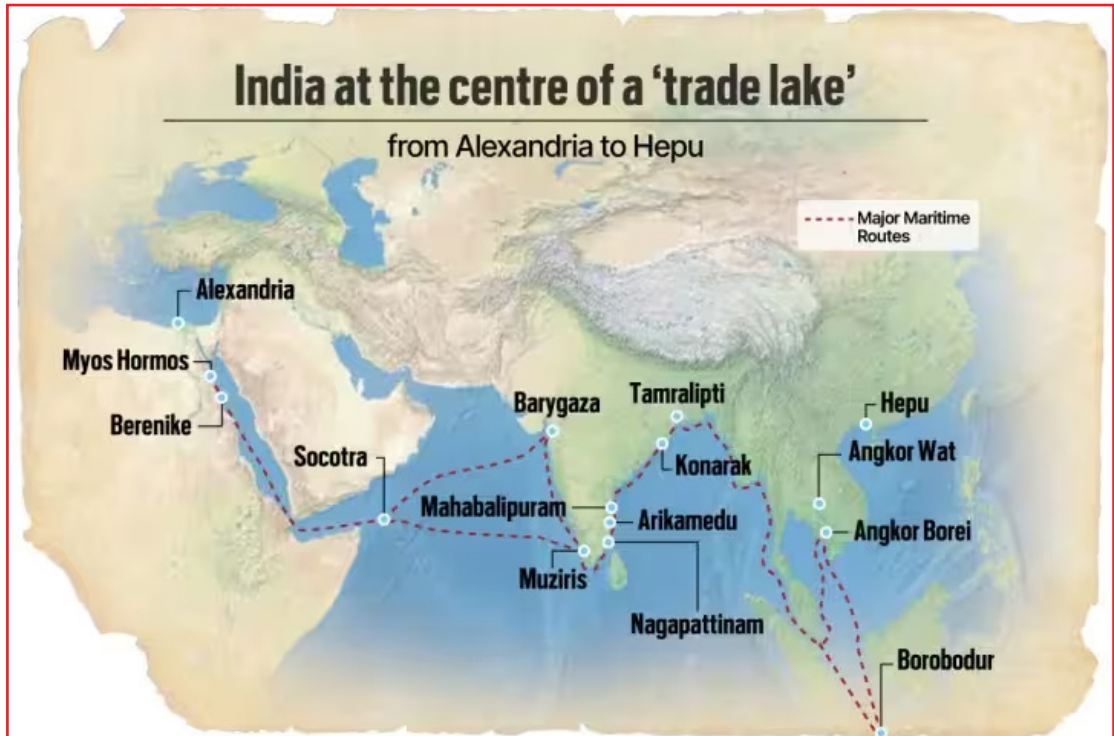 India at the centre of a ‘trade lake’
from Alexandria to Hepu
Major Maritime
Routes
Alexandria
Myos Hormos
Berenike
Socotra
Barygaza
Tamralipti
Hepu
Konarak
Angkor Wat
Mahabalipuram
Arikamedu
Angkor Borei
Muziris
Nagapattinam
Borobodur